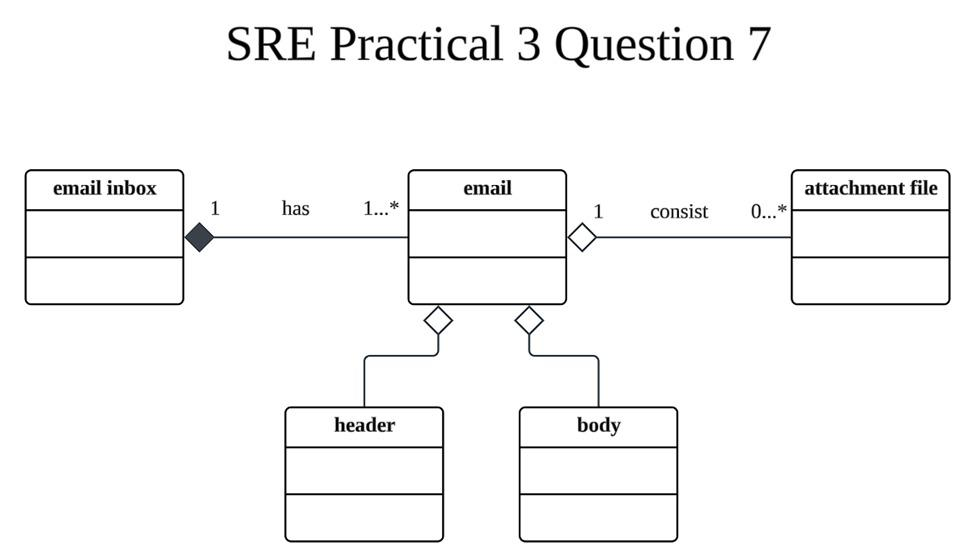 SRE Practical 3 Question 7
email inbox
1
has
1...*
email
1
consist
0...*
attachment file
header
body